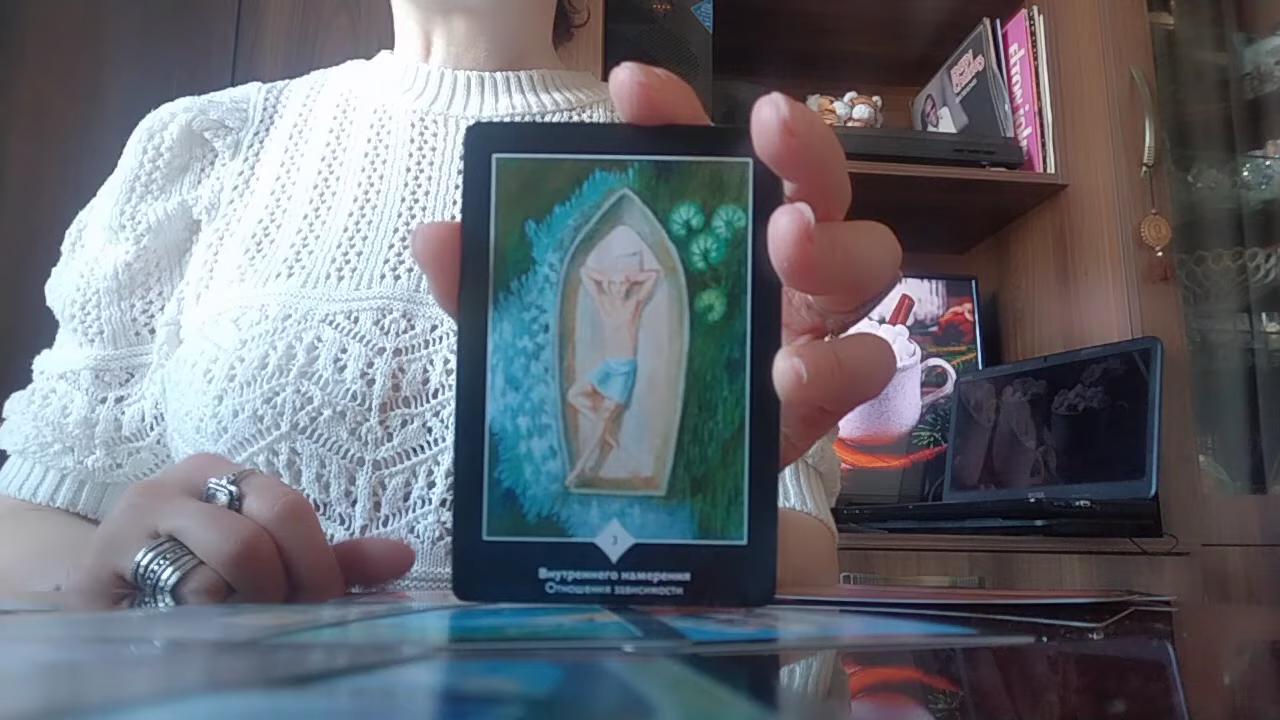 3
Внутреннего намерения
Отношения зависимости